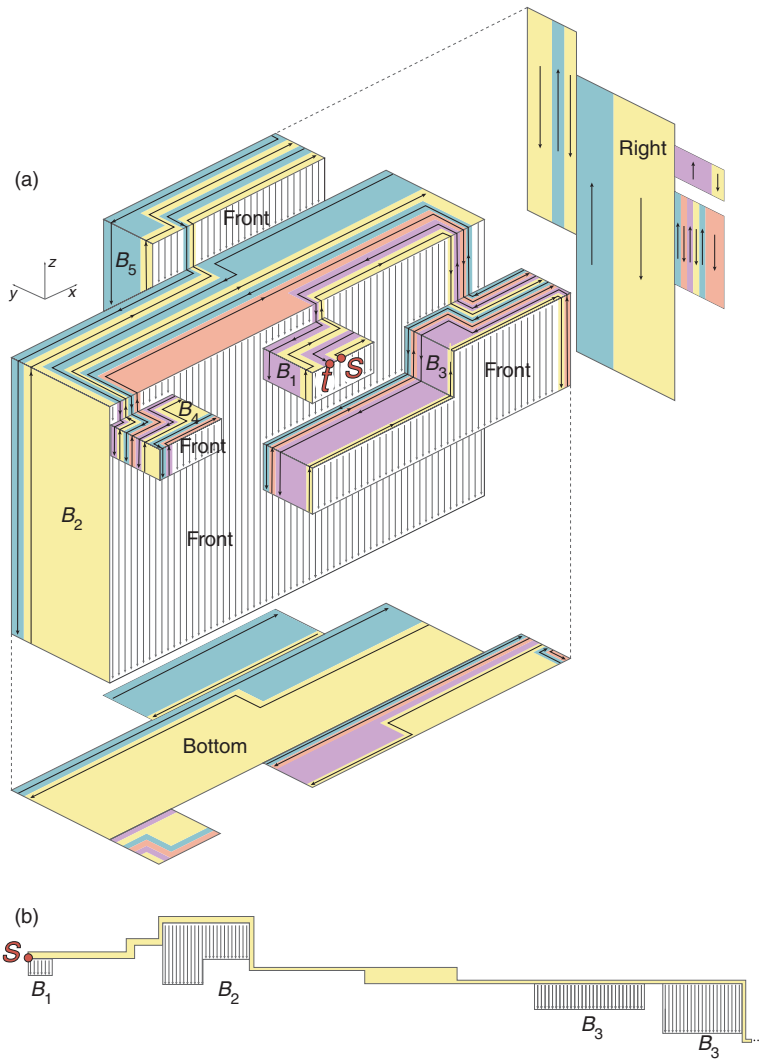 Right
(a)
Front
B5
z
y
x
B1
t
S
B3
Front
B4
Front
B2
Front
Bottom
(b)
S
B1
B2
B3
B3